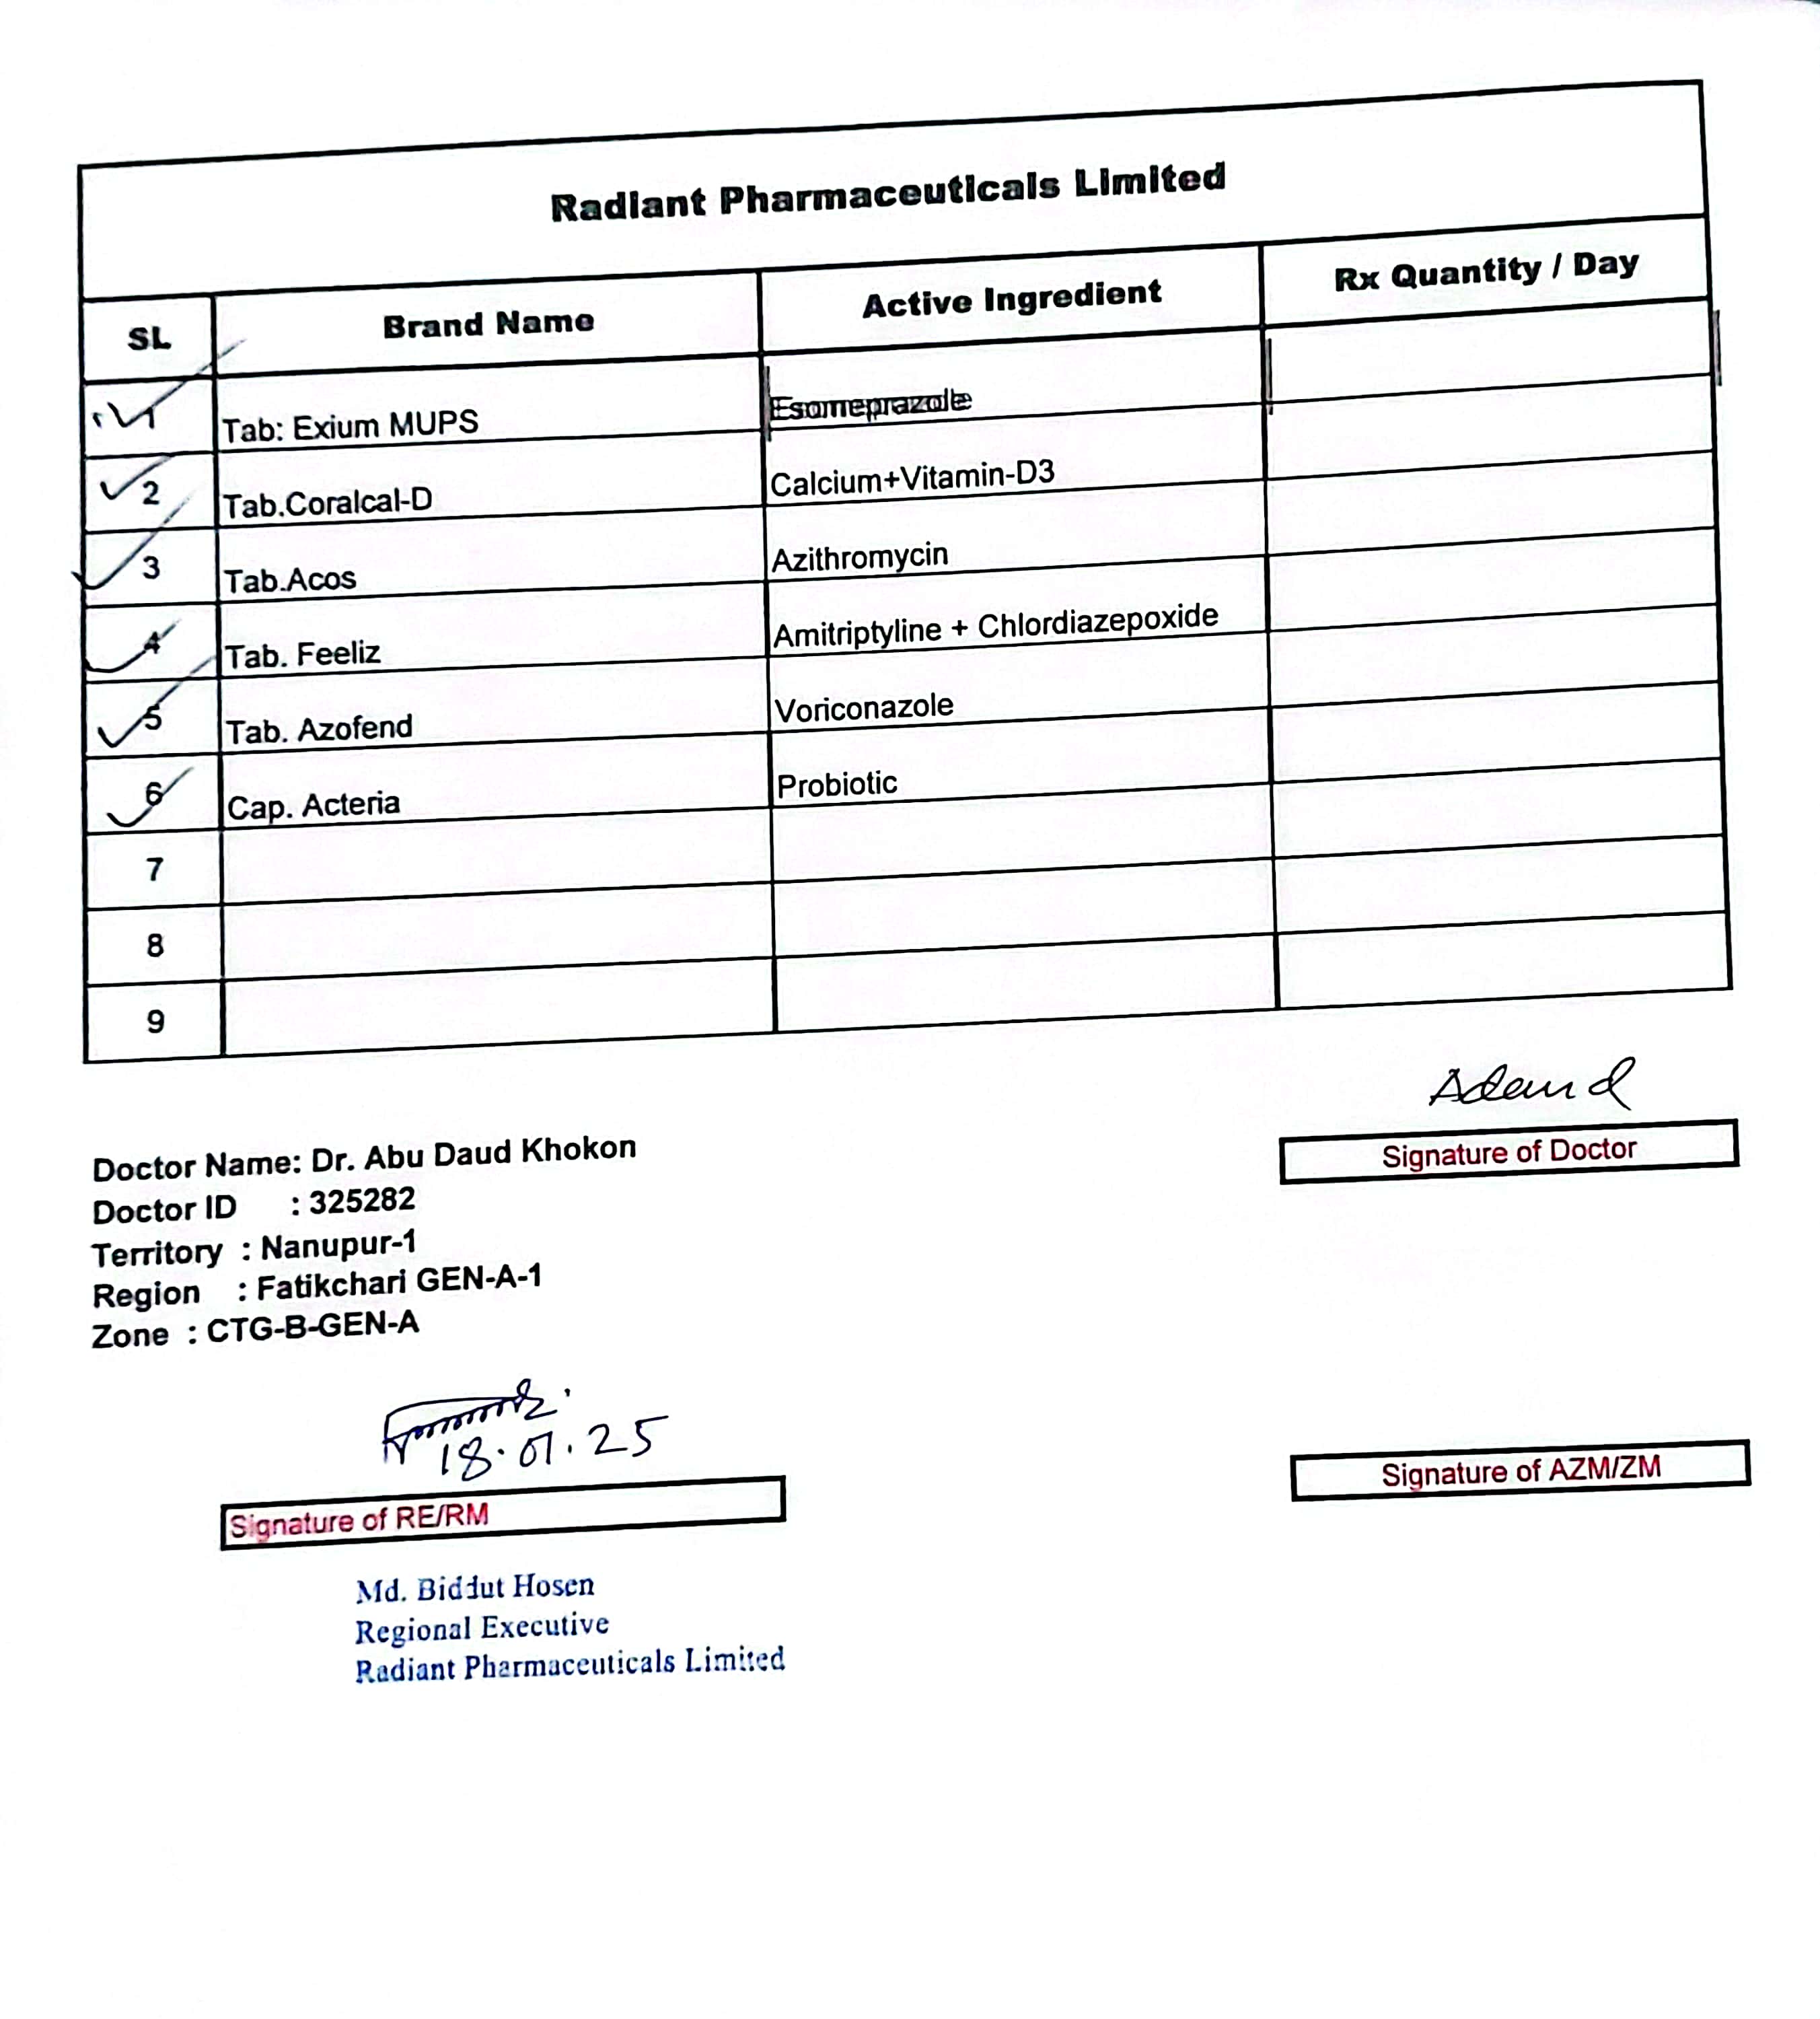 Radiant Pharmaceuticals Limited
SL Brand Name Active Ingredient Rx Quantity / Day
1 Tab: Exium MUPS Esomeprazole
2 Tab.Coralcal-D Calcium+Vitamin-D3
3 Tab.Acos Azithromycin
4 Tab. Feeliz Amitriptyline + Chlordiazepoxide
5 Tab. Azofend Voriconazole
6 Cap. Acteria Probiotic
7
8
9
Signature of Doctor
Doctor Name: Dr. Abu Daud Khokon
Doctor ID : 325282
Territory : Nanupur-1
Region : Fatikchari GEN-A-1
Zone : CTG-B-GEN-A
18.01.25
Signature of RE/RM
Signature of AZM/ZM
Md. Biddut Hosen
Regional Executive
Radiant Pharmaceuticals Limited